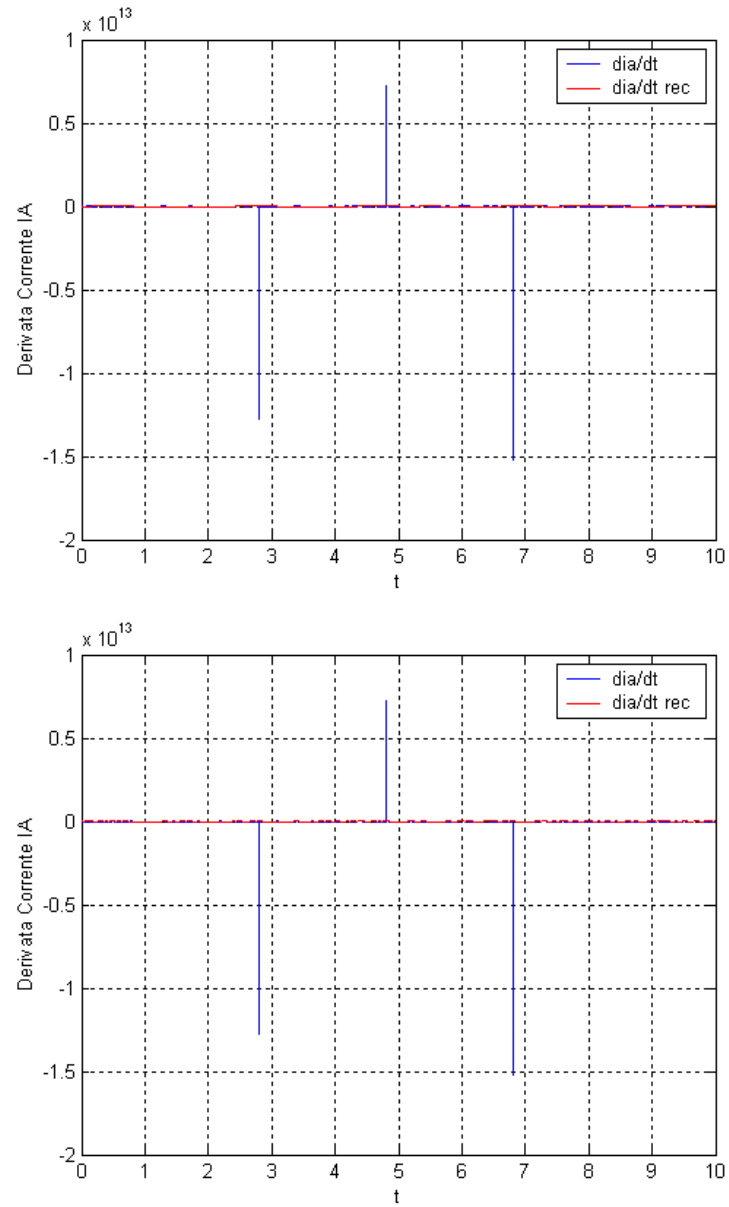 x 10^13
1
dia/dt
dia/dt rec
0.5
0
-0.5
-1
-1.5
-2
Derivata Corrente IA
0 1 2 3 4 5 6 7 8 9 10
t
x 10^13
1
dia/dt
dia/dt rec
0.5
0
-0.5
-1
-1.5
-2
Derivata Corrente IA
0 1 2 3 4 5 6 7 8 9 10
t